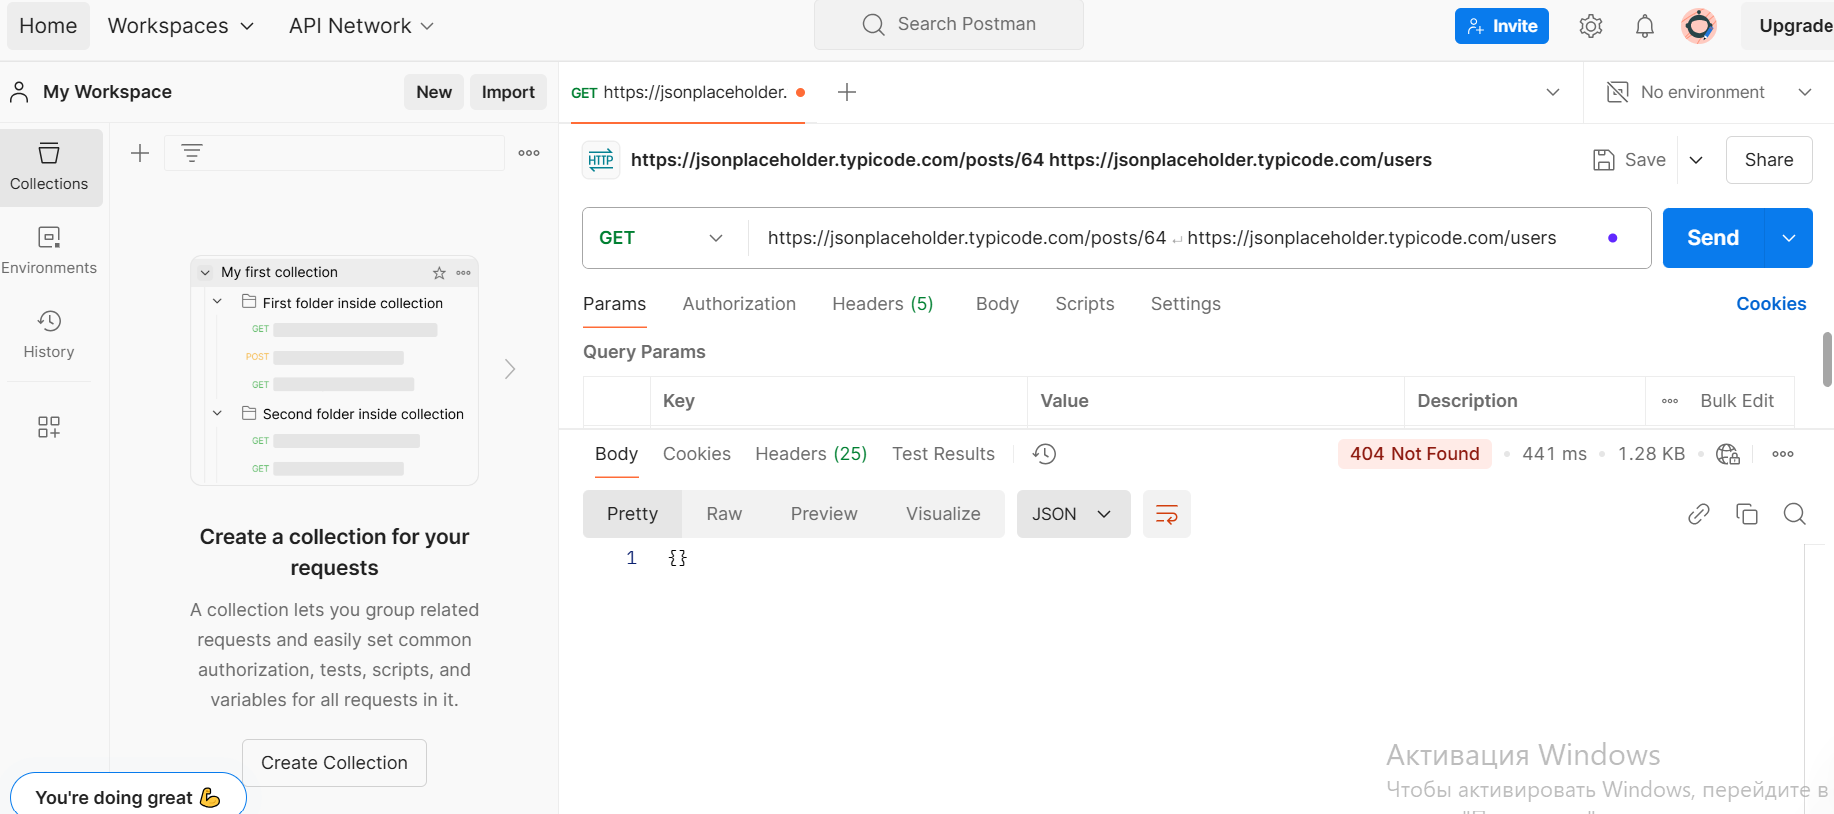 Home Workspaces API Network Search Postman Invite Upgrade
My Workspace New Import GET https://jsonplaceholder. No environment
HTTP https://jsonplaceholder.typicode.com/posts/64 https://jsonplaceholder.typicode.com/users Save Share
Collections
GET https://jsonplaceholder.typicode.com/posts/64 ↵ https://jsonplaceholder.typicode.com/users Send
Environments
Params Authorization Headers (5) Body Scripts Settings Cookies
History
Query Params
Key Value Description Bulk Edit
My first collection
First folder inside collection
GET
POST
GET
Second folder inside collection
GET
GET
Create a collection for your
requests
A collection lets you group related
requests and easily set common
authorization, tests, scripts, and
variables for all requests in it.
Create Collection
You're doing great 💪
Body Cookies Headers (25) Test Results 404 Not Found 441 ms 1.28 KB
Pretty Raw Preview Visualize JSON
1 {}
Активация Windows
Чтобы активировать Windows, перейдите в